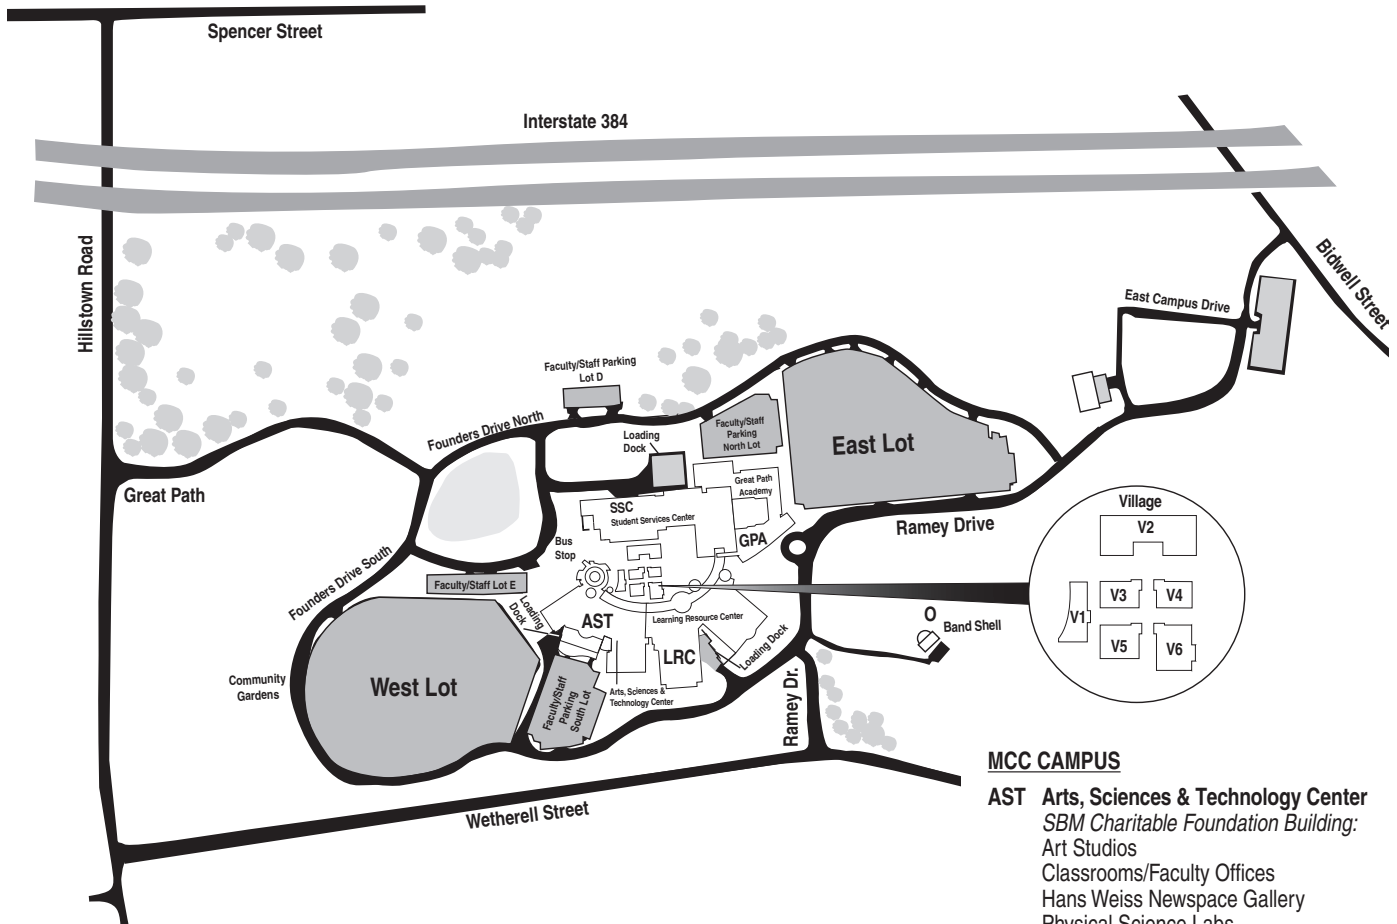 Spencer Street
Interstate 384
Hillstown Road
Bidwell Street
East Campus Drive
Faculty/Staff Parking
Lot D
Founders Drive North
Loading
Dock
Faculty/Staff
Parking
North Lot
East Lot
Great Path
Great Path
Academy
SSC
Student Services Center
GPA
Ramey Drive
Village
V2
V3
V4
V1
V5
V6
Bus
Stop
Founders Drive South
Faculty/Staff Lot E
Loading
Dock
AST
Learning Resource Center
LRC
Loading Dock
O
Band Shell
Community
Gardens
West Lot
Faculty/Staff
Parking
South Lot
Arts, Sciences &
Technology Center
Ramey Dr.
Wetherell Street
MCC CAMPUS
AST Arts, Sciences & Technology Center
SBM Charitable Foundation Building:
Art Studios
Classrooms/Faculty Offices
Hans Weiss Newspace Gallery
Physical Science Labs